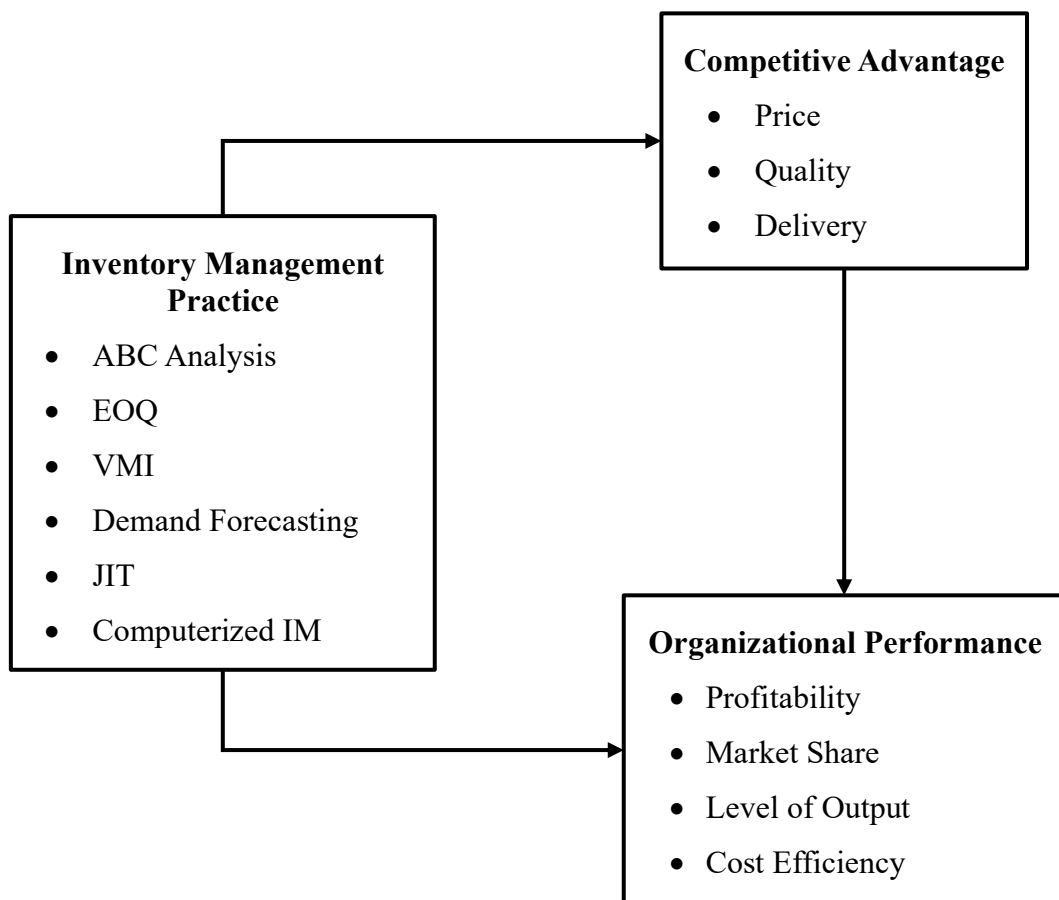 Competitive Advantage
• Price
• Quality
• Delivery
Inventory Management
Practice
• ABC Analysis
• EOQ
• VMI
• Demand Forecasting
• JIT
• Computerized IM
Organizational Performance
• Profitability
• Market Share
• Level of Output
• Cost Efficiency